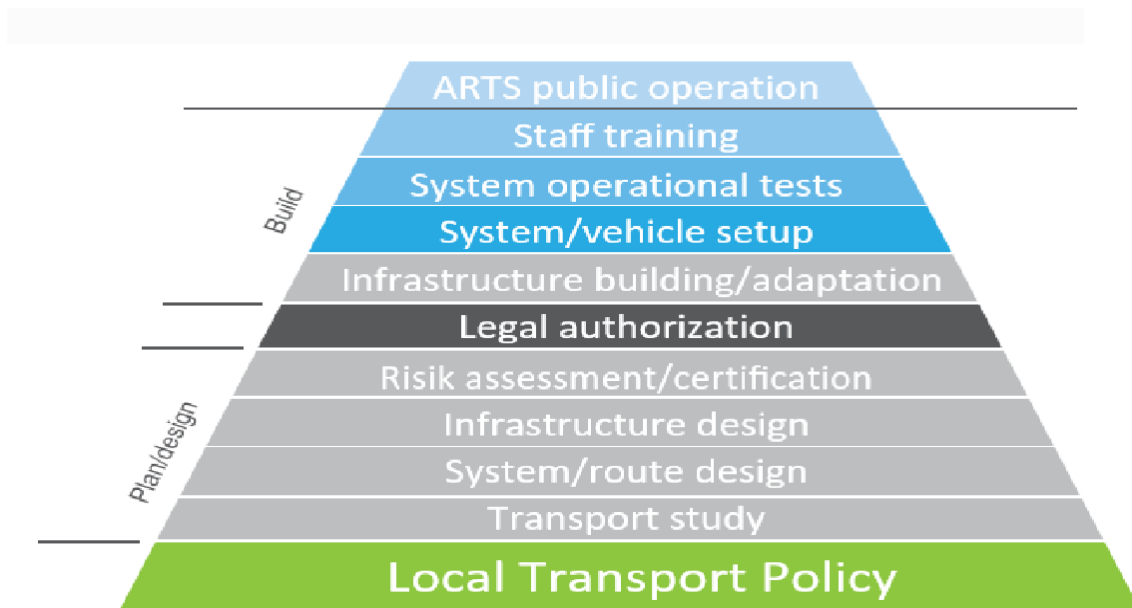 ARTS public operation
Staff training
System operational tests
System/vehicle setup
Infrastructure building/adaptation
Legal authorization
Risik assessment/certification
Infrastructure design
System/route design
Transport study
Local Transport Policy
Build
Plan/design